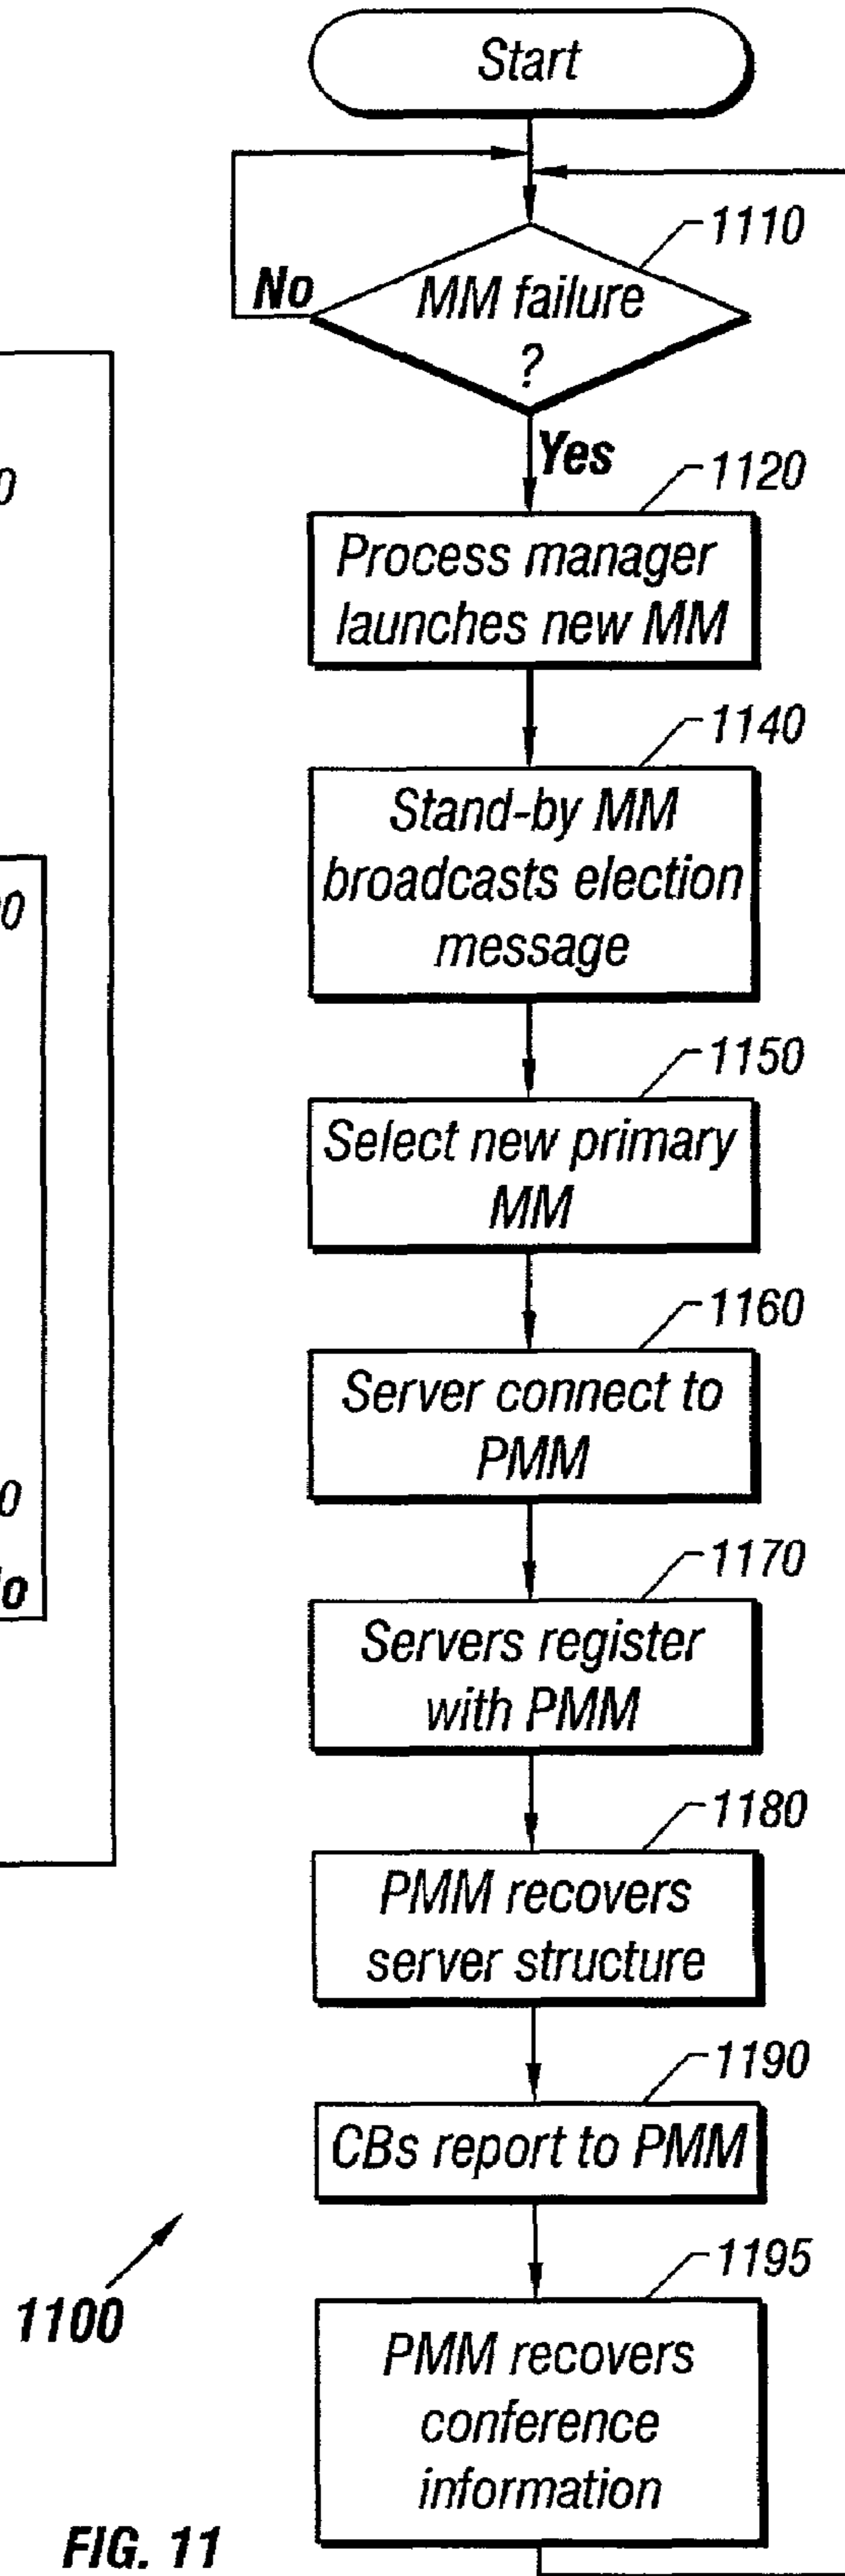 Start
1110
No
MM failure
?
Yes
1120
Process manager
launches new MM
1140
Stand-by MM
broadcasts election
message
1150
Select new primary
MM
1160
Server connect to
PMM
1170
Servers register
with PMM
1180
PMM recovers
server structure
1190
CBs report to PMM
1195
PMM recovers
conference
information
1100
FIG. 11